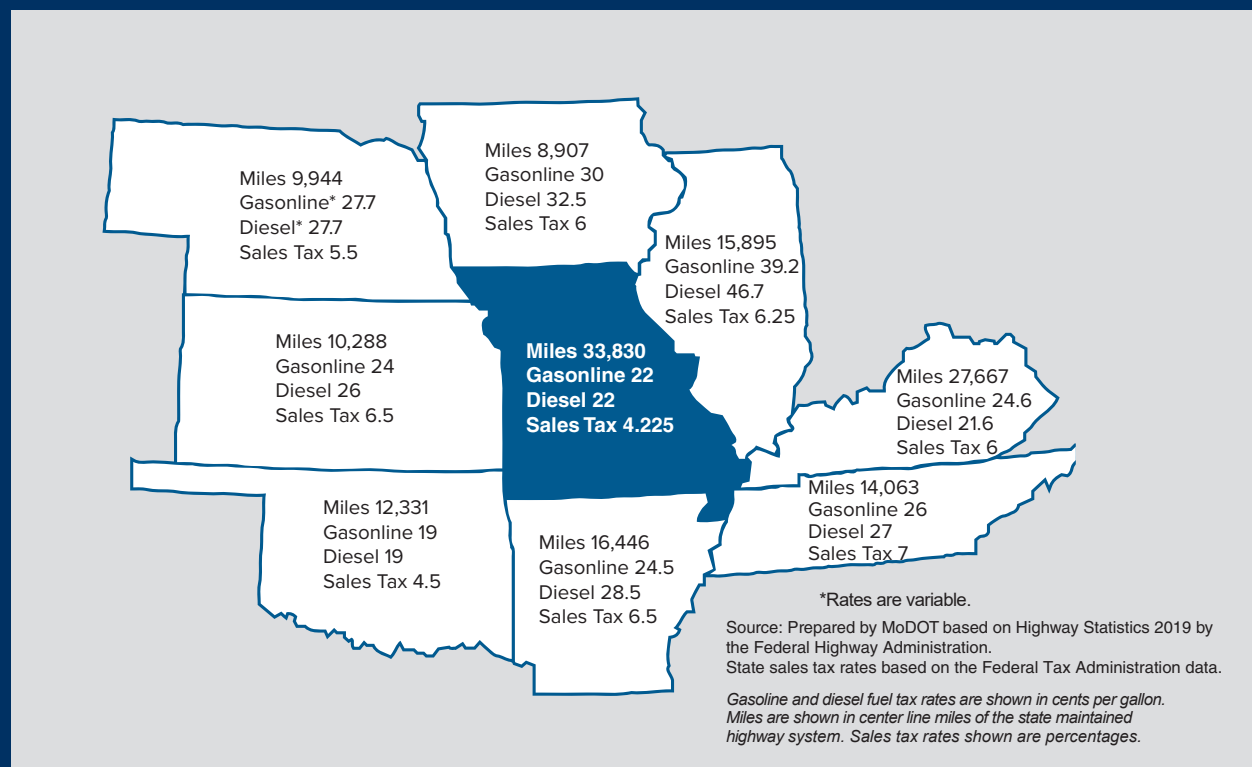 Miles 9,944
Gasonline* 27.7
Diesel* 27.7
Sales Tax 5.5
Miles 8,907
Gasonline 30
Diesel 32.5
Sales Tax 6
Miles 15,895
Gasonline 39.2
Diesel 46.7
Sales Tax 6.25
Miles 10,288
Gasonline 24
Diesel 26
Sales Tax 6.5
Miles 33,830
Gasonline 22
Diesel 22
Sales Tax 4.225
Miles 27,667
Gasonline 24.6
Diesel 21.6
Sales Tax 6
Miles 12,331
Gasonline 19
Diesel 19
Sales Tax 4.5
Miles 16,446
Gasonline 24.5
Diesel 28.5
Sales Tax 6.5
Miles 14,063
Gasonline 26
Diesel 27
Sales Tax 7
*Rates are variable.
Source: Prepared by MoDOT based on Highway Statistics 2019 by
the Federal Highway Administration.
State sales tax rates based on the Federal Tax Administration data.
Gasoline and diesel fuel tax rates are shown in cents per gallon.
Miles are shown in center line miles of the state maintained
highway system. Sales tax rates shown are percentages.